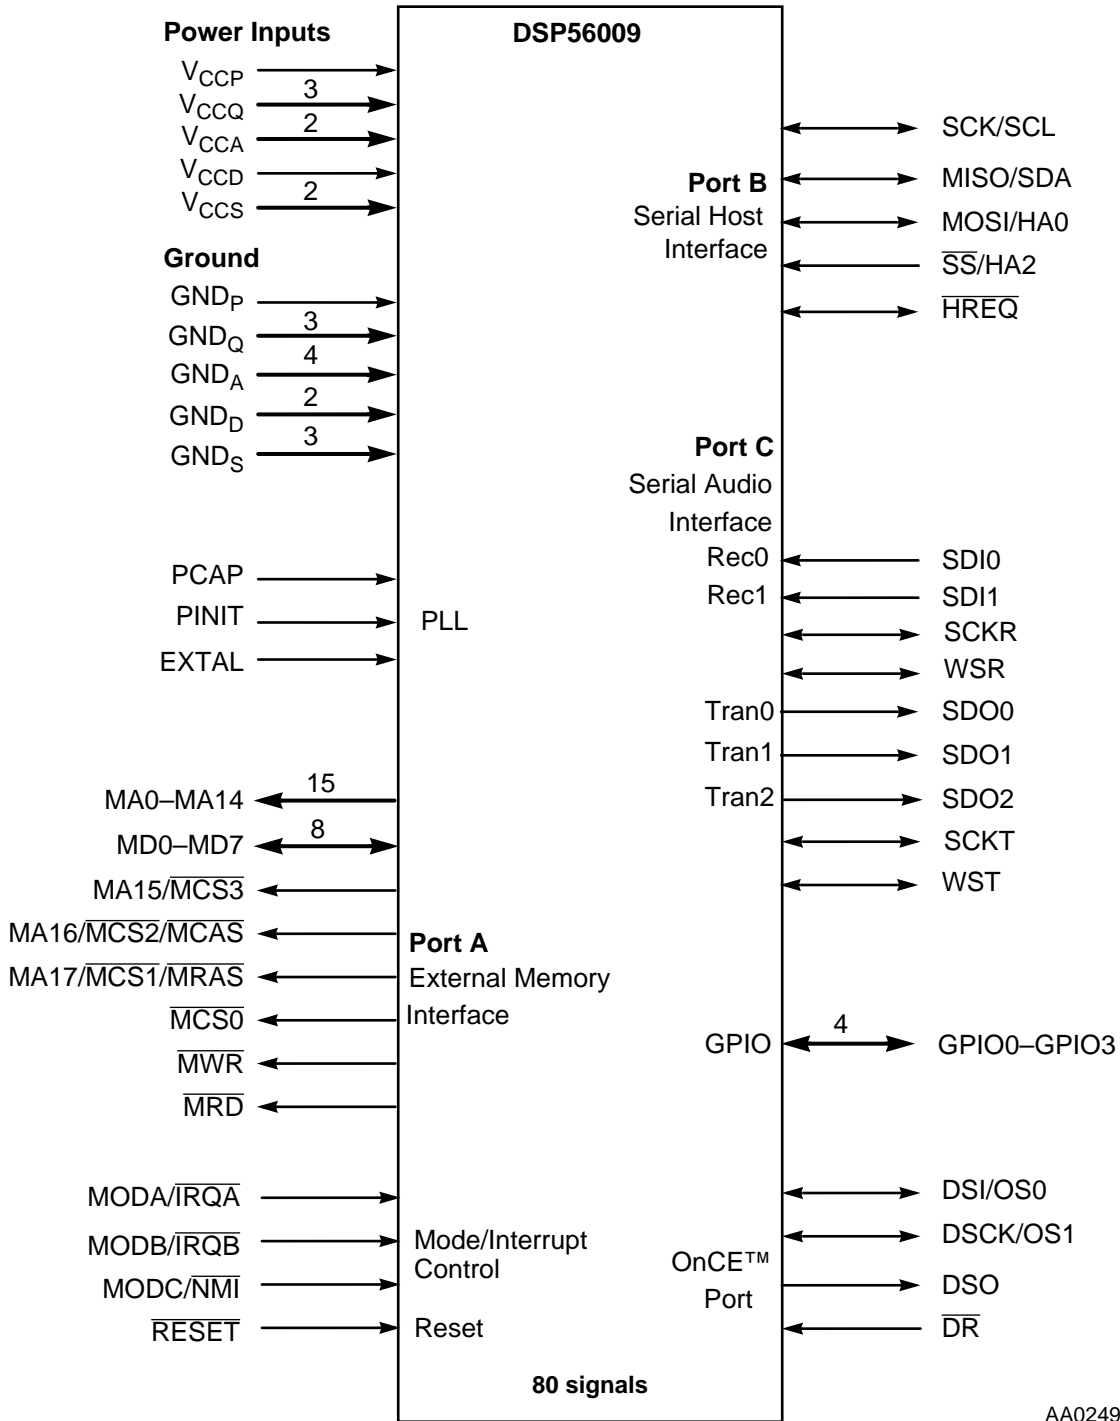 DSP56009
Power Inputs
VCCP
VCCQ 3
VCCA 2
VCCD
VCCS 2
Ground
GNDP
GNDQ 3
GNDA 4
GNDD 2
GNDS 3
PCAP
PINIT
EXTAL
PLL
MA0–MA14 15
MD0–MD7 8
MA15/MCS3
MA16/MCS2/MCAS
MA17/MCS1/MRAS
MCS0
MWR
MRD
Port A
External Memory
Interface
MODA/IRQA
MODB/IRQB
MODC/NMI
RESET
Mode/Interrupt
Control
Reset
Port B
Serial Host
Interface
SCK/SCL
MISO/SDA
MOSI/HA0
SS/HA2
HREQ
Port C
Serial Audio
Interface
Rec0 SDI0
Rec1 SDI1
SCKR
WSR
Tran0 SDO0
Tran1 SDO1
Tran2 SDO2
SCKT
WST
GPIO 4 GPIO0–GPIO3
OnCE™
Port
DSI/OS0
DSCK/OS1
DSO
DR
80 signals
AA0249